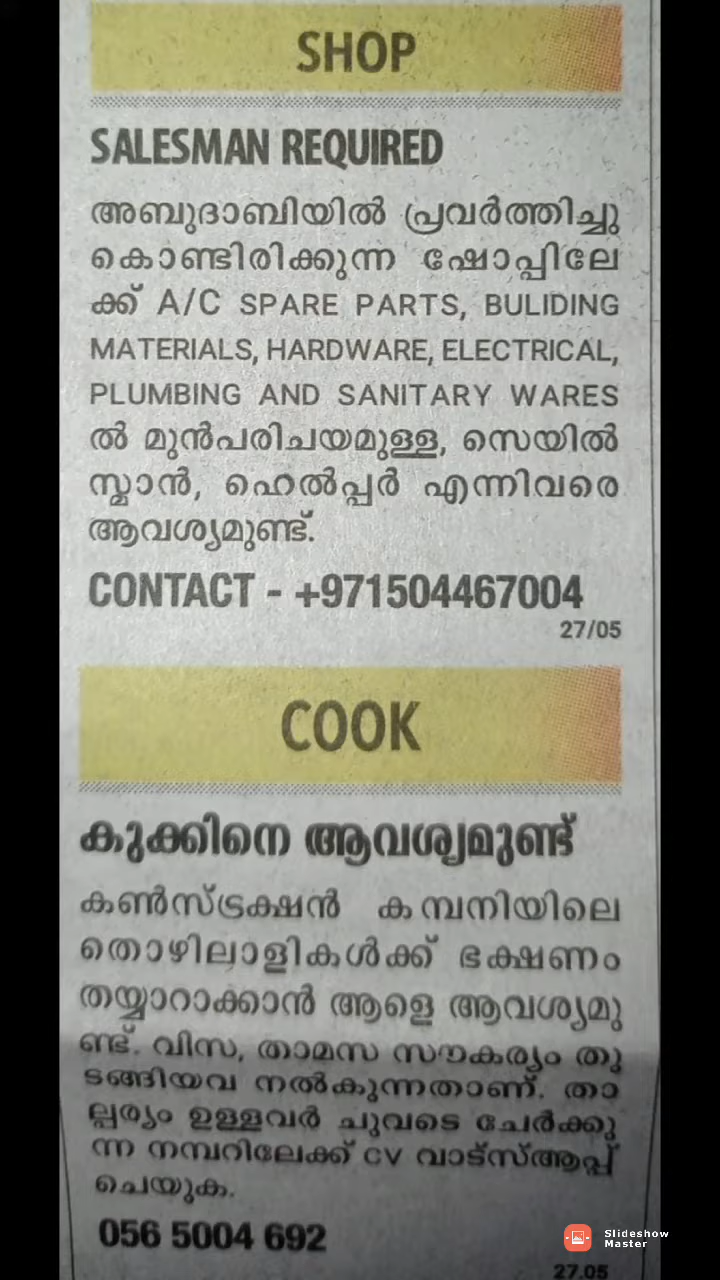 SHOP
SALESMAN REQUIRED
അബുദാബിയിൽ പ്രവർത്തിച്ചു
കൊണ്ടിരിക്കുന്ന ഷോപ്പിലേ
ക്ക് A/C SPARE PARTS, BULIDING
MATERIALS, HARDWARE, ELECTRICAL,
PLUMBING AND SANITARY WARES
ൽ മുൻപരിചയമുള്ള, സെയിൽ
സ്മാൻ, ഹെൽപ്പർ എന്നിവരെ
ആവശ്യമുണ്ട്.
CONTACT - +971504467004
27/05
COOK
കുക്കിനെ ആവശ്യമുണ്ട്
കൺസ്ട്രക്ഷൻ കമ്പനിയിലെ
തൊഴിലാളികൾക്ക് ഭക്ഷണം
തയ്യാറാക്കാൻ ആളെ ആവശ്യമു
ണ്ട്. വിസ, താമസ സൗകര്യം തു
ടങ്ങിയവ നൽകുന്നതാണ്. താ
ല്പര്യം ഉള്ളവർ ചുവടെ ചേർക്കു
ന്ന നമ്പറിലേക്ക് CV വാട്സ്ആപ്പ്
ചെയുക.
056 5004 692
27.05
Slideshow
Master